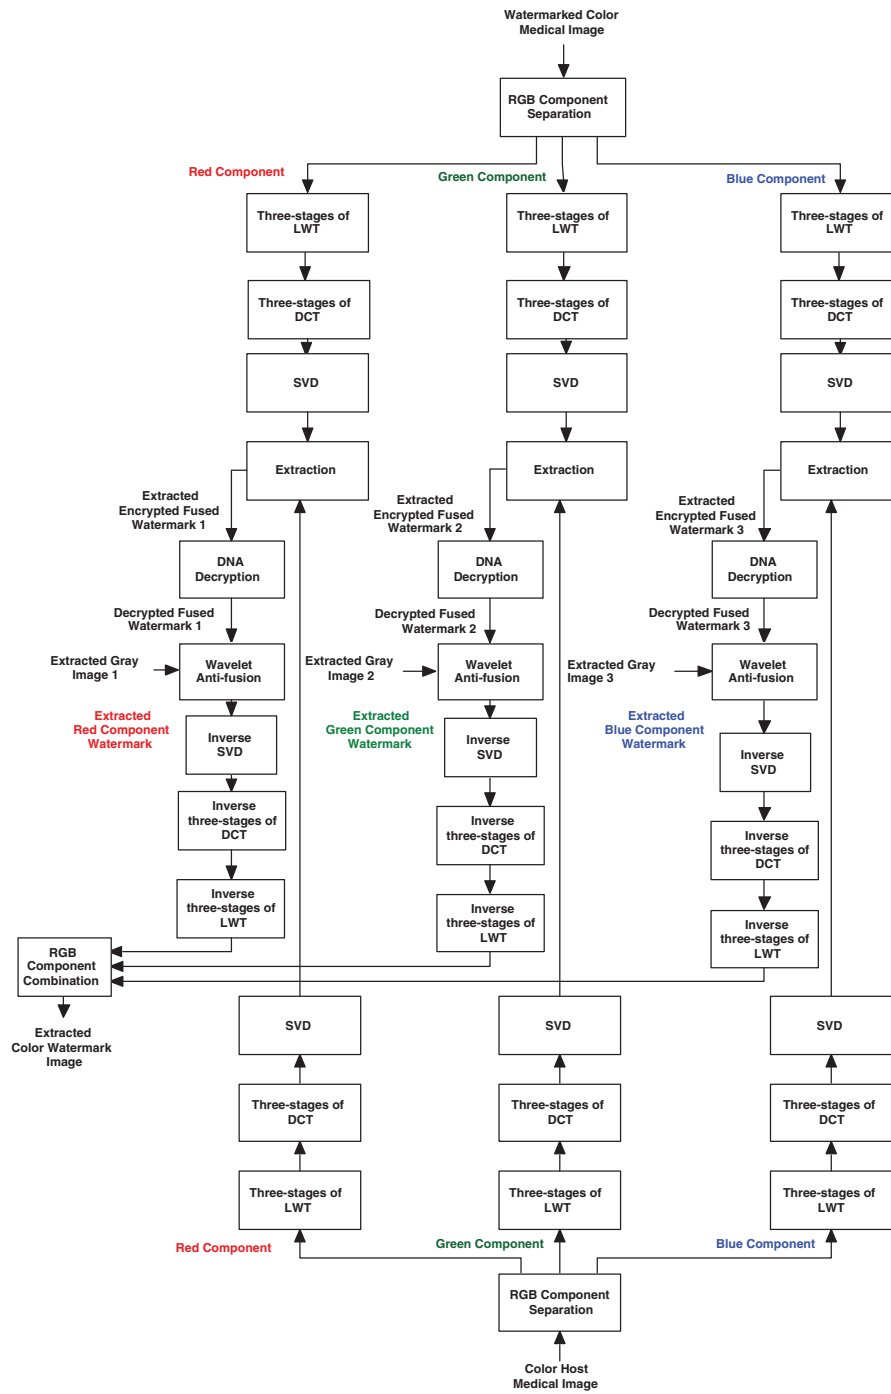 Watermarked Color
Medical Image
RGB Component
Separation
Red Component
Green Component
Blue Component
Three-stages of
LWT
Three-stages of
LWT
Three-stages of
LWT
Three-stages of
DCT
Three-stages of
DCT
Three-stages of
DCT
SVD
SVD
SVD
Extraction
Extraction
Extraction
Extracted
Encrypted Fused
Watermark 1
Extracted
Encrypted Fused
Watermark 2
Extracted
Encrypted Fused
Watermark 3
DNA
Decryption
DNA
Decryption
DNA
Decryption
Decrypted Fused
Watermark 1
Decrypted Fused
Watermark 2
Decrypted Fused
Watermark 3
Extracted Gray
Image 1
Wavelet
Anti-fusion
Extracted Gray
Image 2
Wavelet
Anti-fusion
Extracted Gray
Image 3
Wavelet
Anti-fusion
Extracted
Red Component
Watermark
Extracted
Green Component
Watermark
Extracted
Blue Component
Watermark
Inverse
SVD
Inverse
SVD
Inverse
SVD
Inverse
three-stages of
DCT
Inverse
three-stages of
DCT
Inverse
three-stages of
DCT
Inverse
three-stages of
LWT
Inverse
three-stages of
LWT
Inverse
three-stages of
LWT
RGB
Component
Combination
Extracted
Color Watermark
Image
SVD
SVD
SVD
Three-stages of
DCT
Three-stages of
DCT
Three-stages of
DCT
Three-stages of
LWT
Three-stages of
LWT
Three-stages of
LWT
Red Component
Green Component
Blue Component
RGB Component
Separation
Color Host
Medical Image